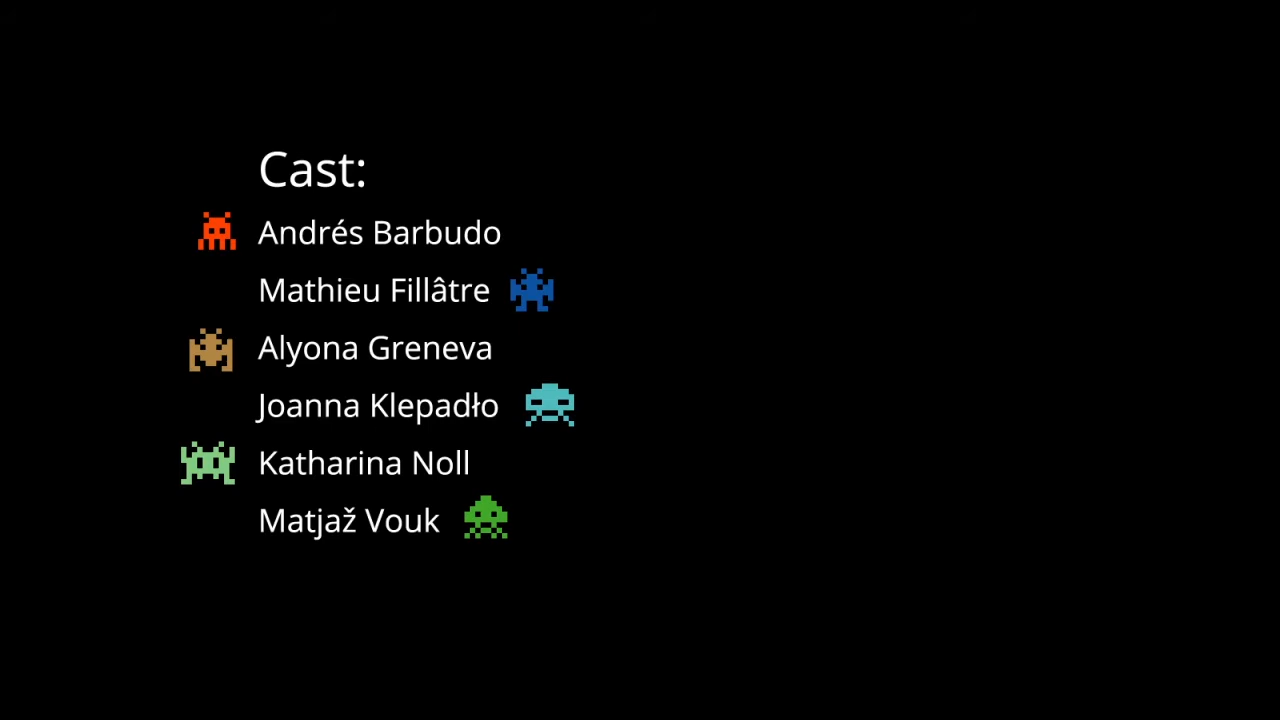 Cast:
Andrés Barbudo
Mathieu Fillâtre
Alyona Greneva
Joanna Klepadło
Katharina Noll
Matjaž Vouk